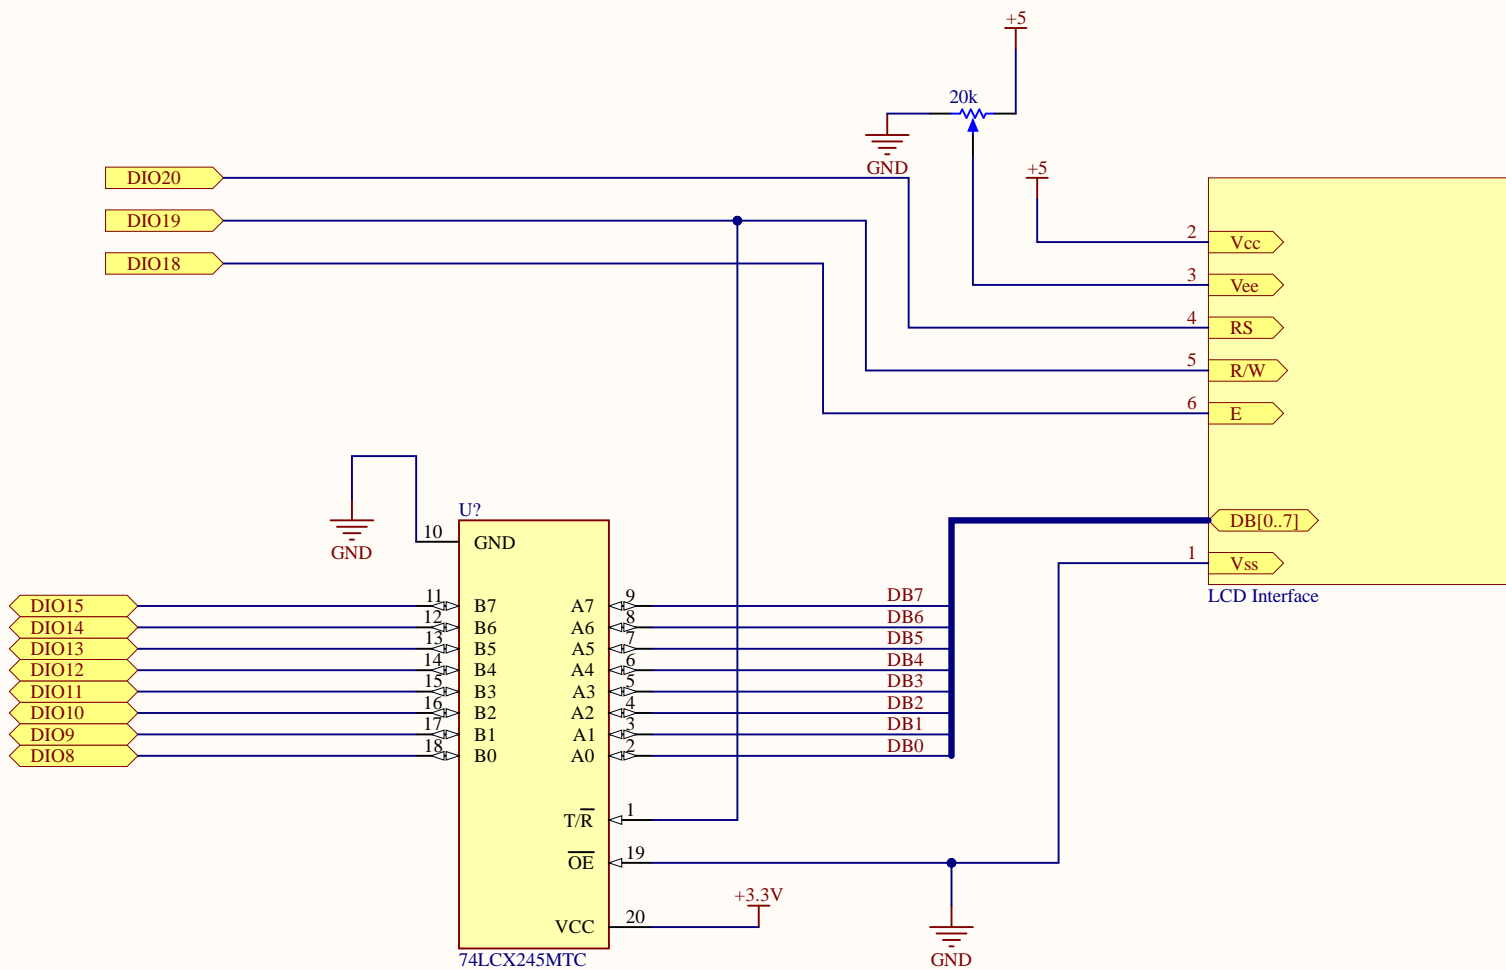 +5
20k
GND
DIO20
+5
DIO19
DIO18
2 Vcc
3 Vee
4 RS
5 R/W
6 E
DB[0..7]
1 Vss
LCD Interface
GND
U?
10 GND
DIO15 11 B7 A7 9 DB7
DIO14 12 B6 A6 8 DB6
DIO13 13 B5 A5 7 DB5
DIO12 14 B4 A4 6 DB4
DIO11 15 B3 A3 5 DB3
DIO10 16 B2 A2 4 DB2
DIO9 17 B1 A1 3 DB1
DIO8 18 B0 A0 2 DB0
T/R̅ 1
O̅E̅ 19
+3.3V
VCC 20
GND
74LCX245MTC